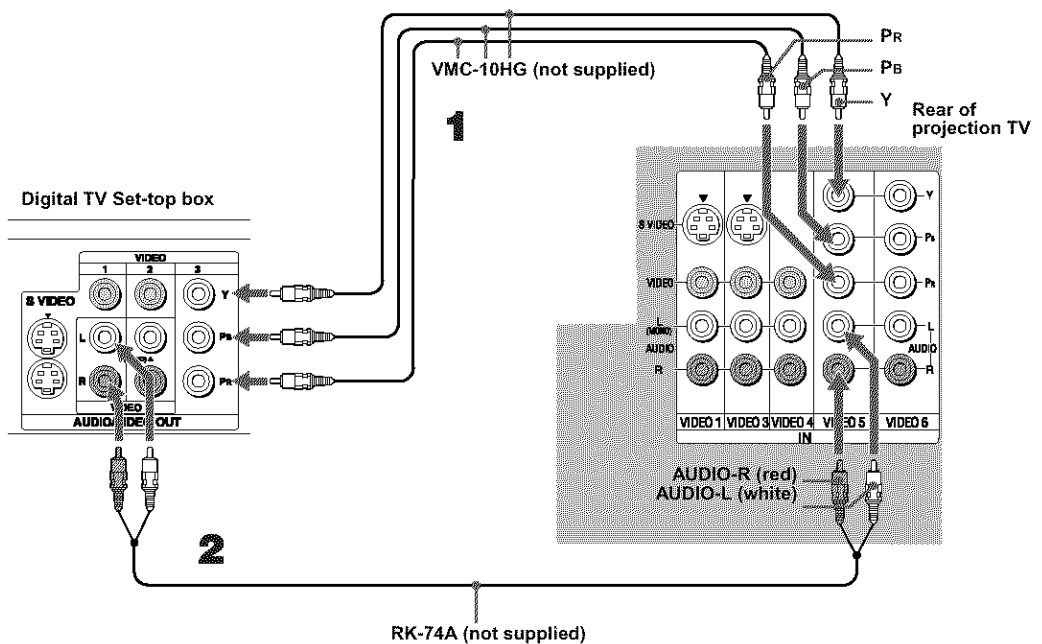 PR
PB
Y
VMC-10HG (not supplied)
1
Rear of
projection TV
Digital TV Set-top box
VIDEO
1 2 3
S VIDEO
Y
L
PB
R
PR
AUDIO/VIDEO OUT
S VIDEO
VIDEO
L
(MONO)
AUDIO
R
Y
PB
PR
L
AUDIO
R
VIDEO 1 VIDEO 3 VIDEO 4 VIDEO 5 VIDEO 6
IN
AUDIO-R (red)
AUDIO-L (white)
2
RK-74A (not supplied)